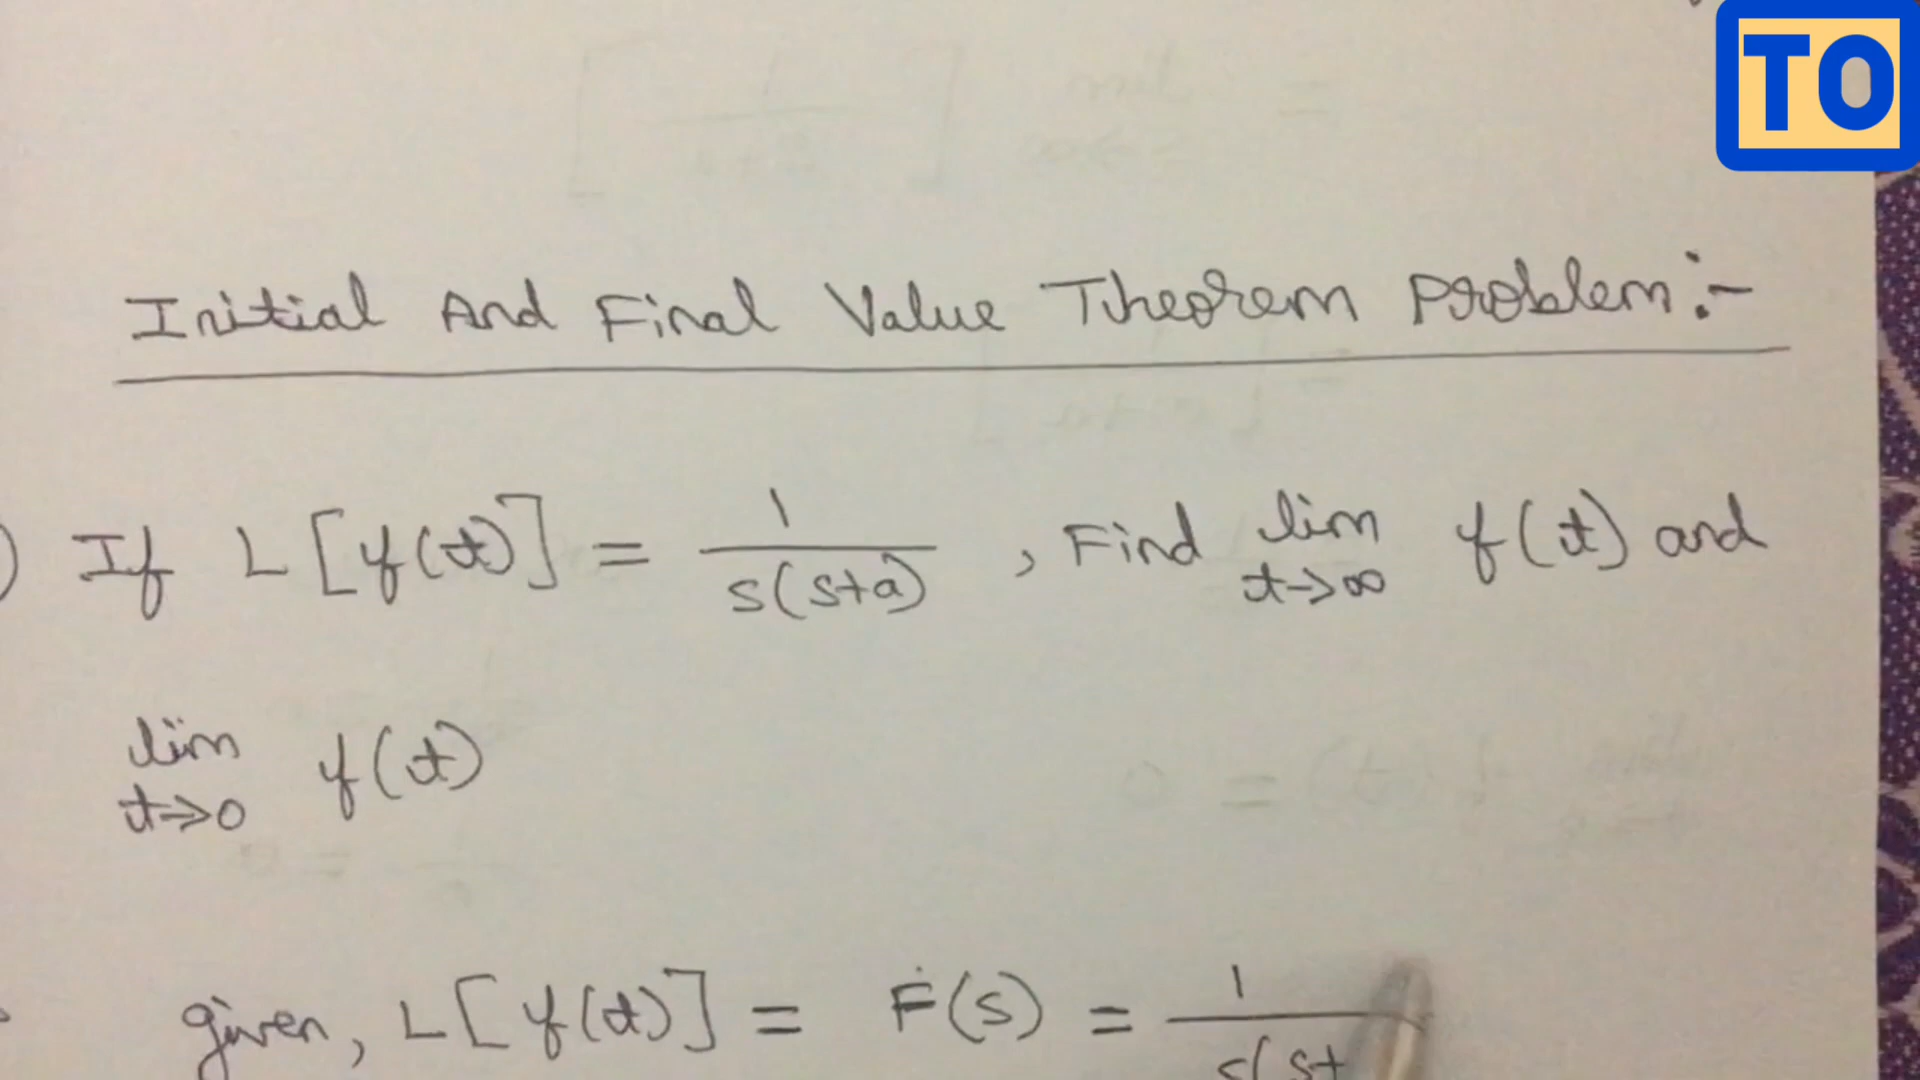 TO
Initial And Final Value Theorem Problem:-
) If L[f(t)] = 1/s(s+a) , Find lim t→∞ f(t) and
lim t→0 f(t)
given, L[f(t)] = F(s) = 1/s(s+